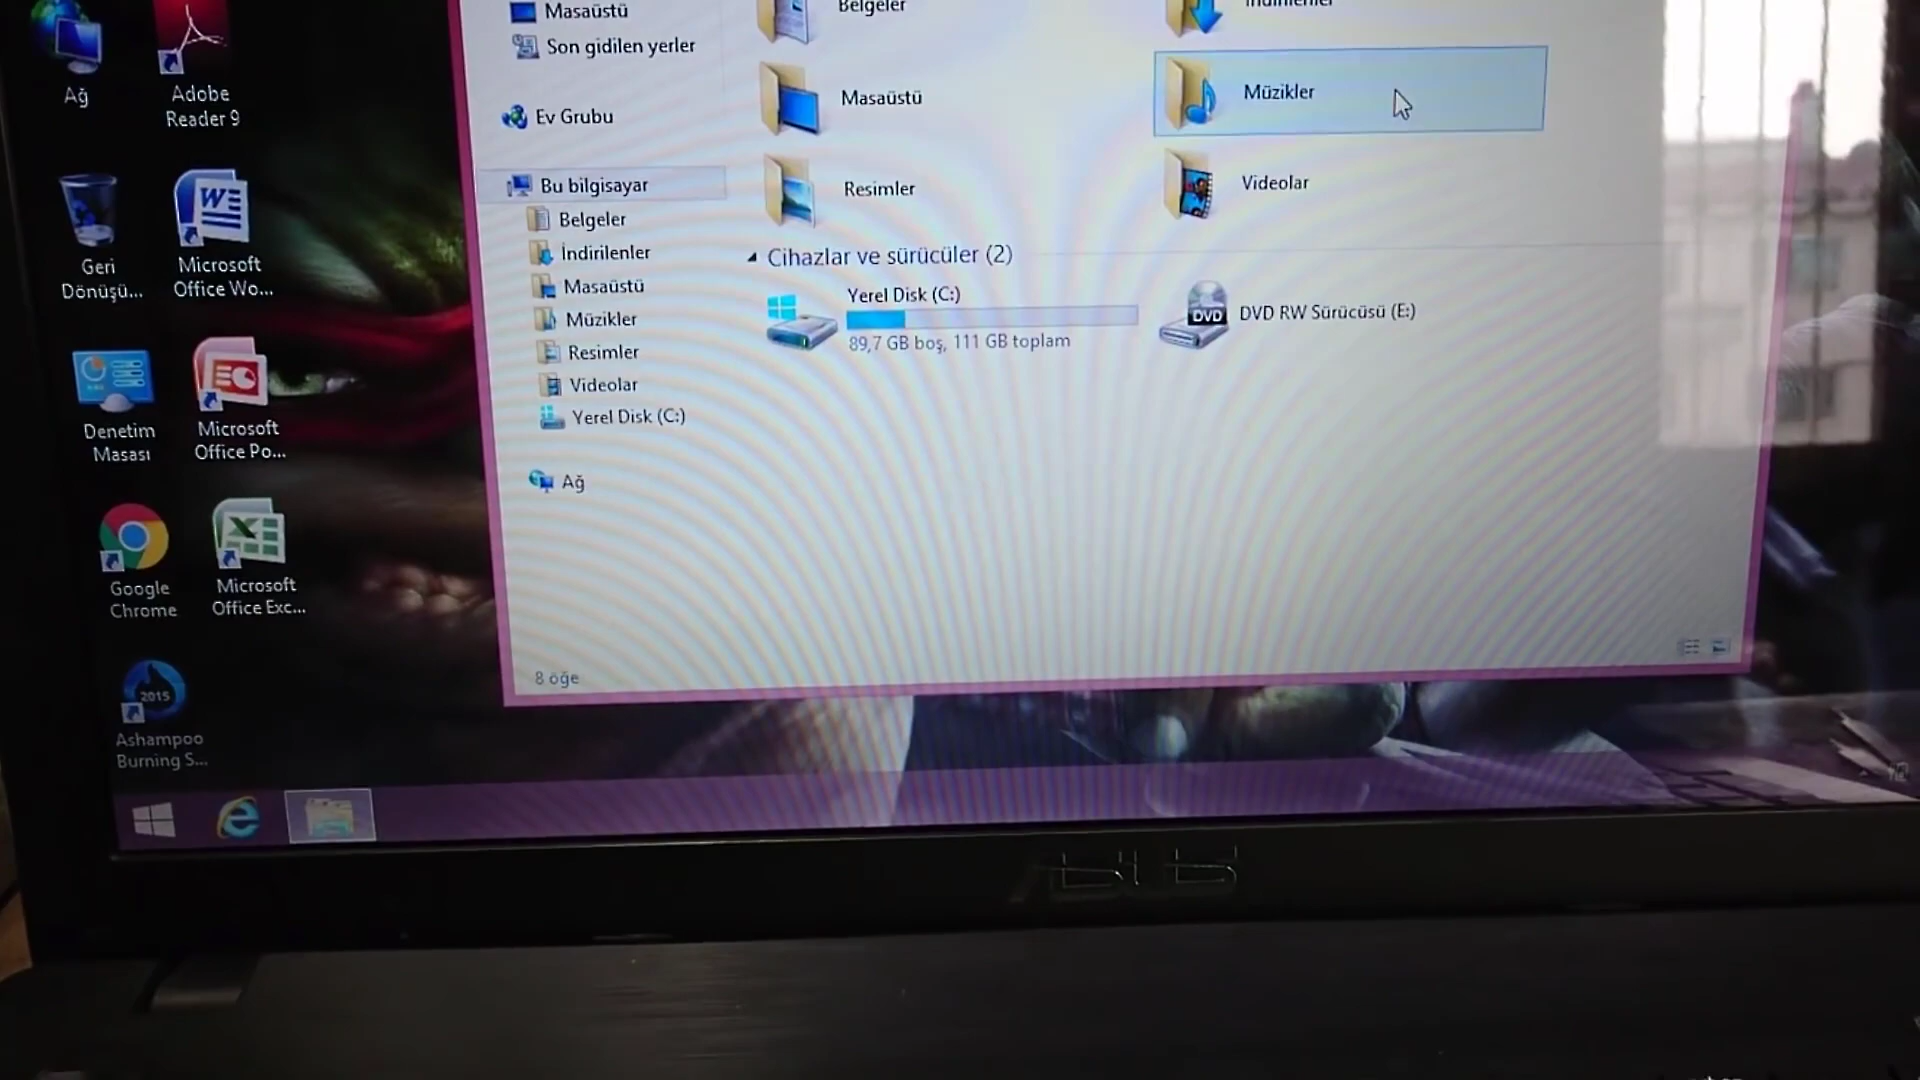 Ağ
Adobe
Reader 9
Geri
Dönüşü...
Microsoft
Office Wo...
Denetim
Masası
Microsoft
Office Po...
Google
Chrome
Microsoft
Office Exc...
2015
Ashampoo
Burning S...
Masaüstü
Son gidilen yerler
Ev Grubu
Bu bilgisayar
Belgeler
İndirilenler
Masaüstü
Müzikler
Resimler
Videolar
Yerel Disk (C:)
Ağ
8 öğe
Belgeler
İndirilenler
Masaüstü
Müzikler
Resimler
Videolar
Cihazlar ve sürücüler (2)
Yerel Disk (C:)
89,7 GB boş, 111 GB toplam
DVD
DVD RW Sürücüsü (E:)
ASUS